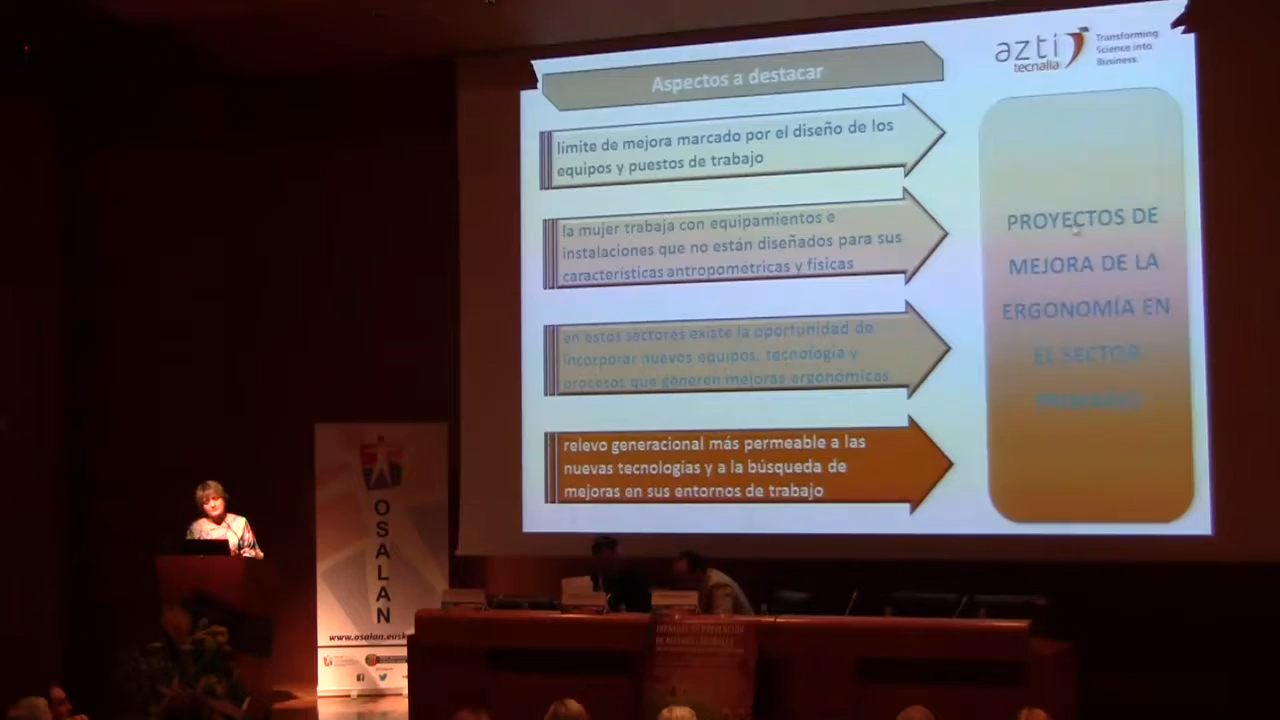 Aspectos a destacar
azti
tecnalia
Transforming
Science into
Business.
límite de mejora marcado por el diseño de los
equipos y puestos de trabajo
la mujer trabaja con equipamientos e
instalaciones que no están diseñados para sus
características antropométricas y físicas
en estos sectores existe la oportunidad de
incorporar nuevos equipos, tecnología y
procesos que generen mejoras ergonómicas
relevo generacional más permeable a las
nuevas tecnologías y a la búsqueda de
mejoras en sus entornos de trabajo
PROYECTOS DE
MEJORA DE LA
ERGONOMÍA EN
EL SECTOR
OSALAN
www.osalan.eusk